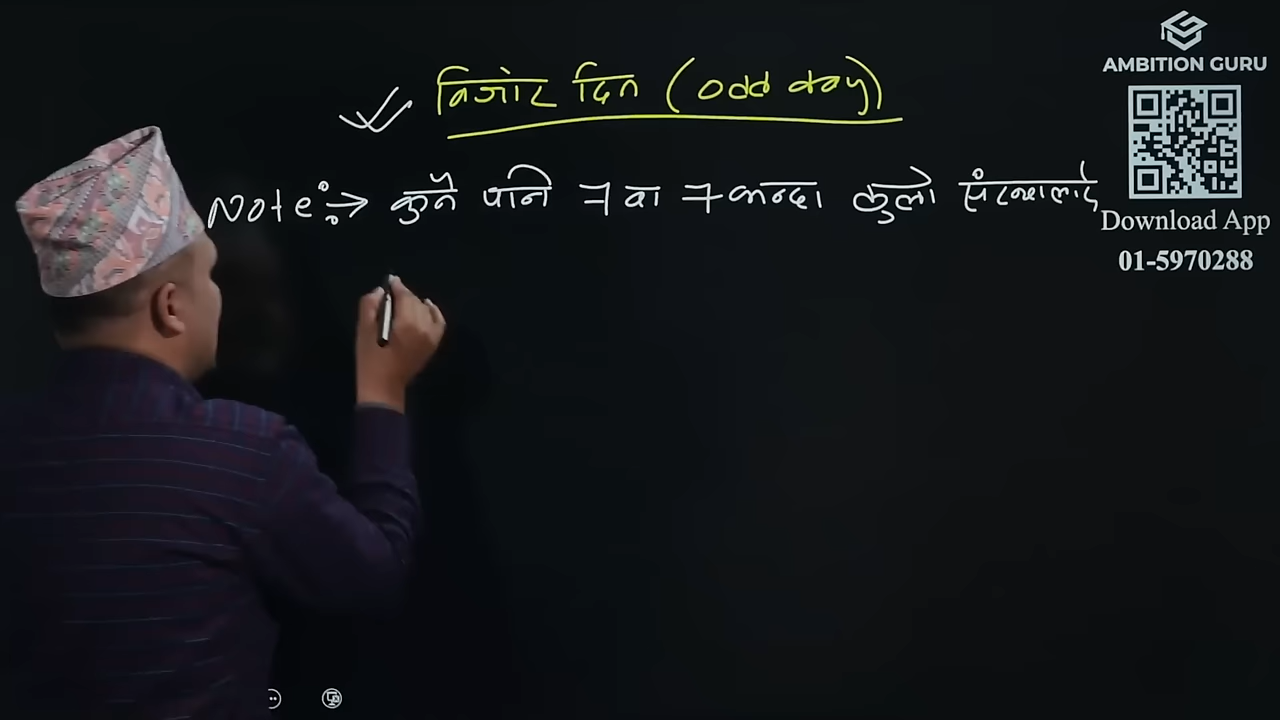 विजोर दिन (odd day)
Note:→ कुनै पनि 7 वा 7 भन्दा ठुलो संख्यालाई
AMBITION GURU
Download App
01-5970288